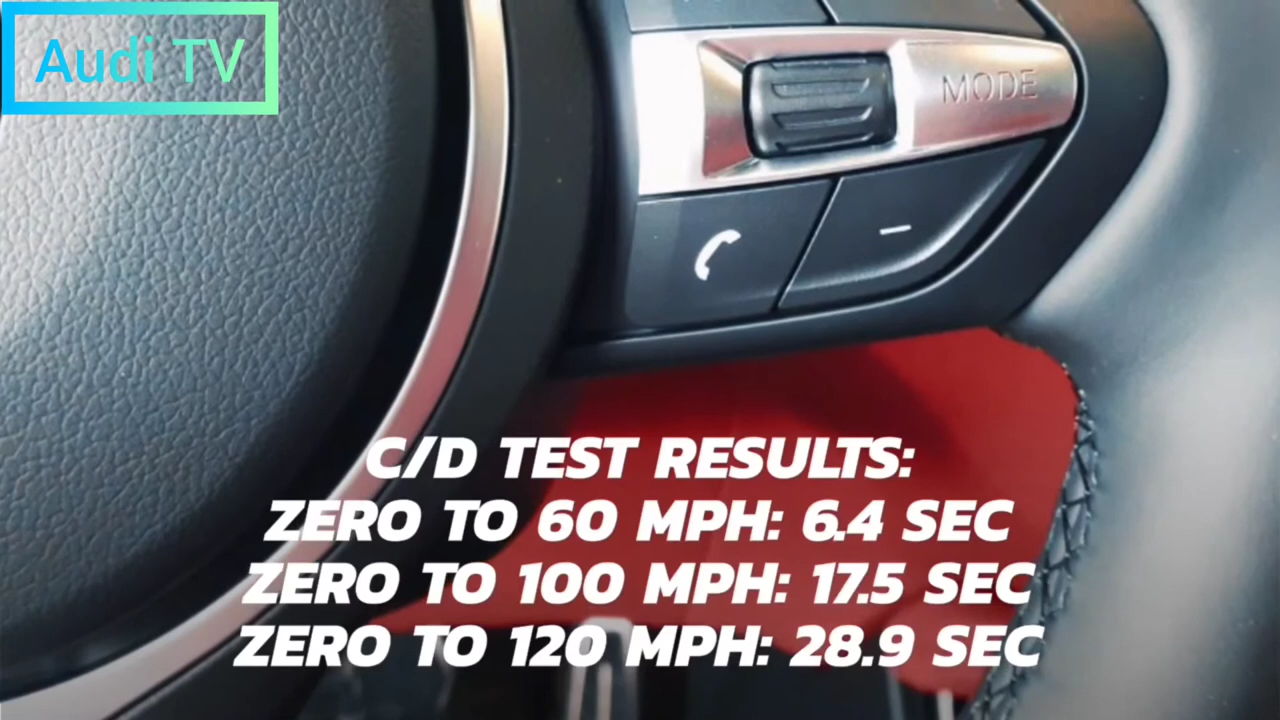 Audi TV
MODE
–
C/D TEST RESULTS:
ZERO TO 60 MPH: 6.4 SEC
ZERO TO 100 MPH: 17.5 SEC
ZERO TO 120 MPH: 28.9 SEC